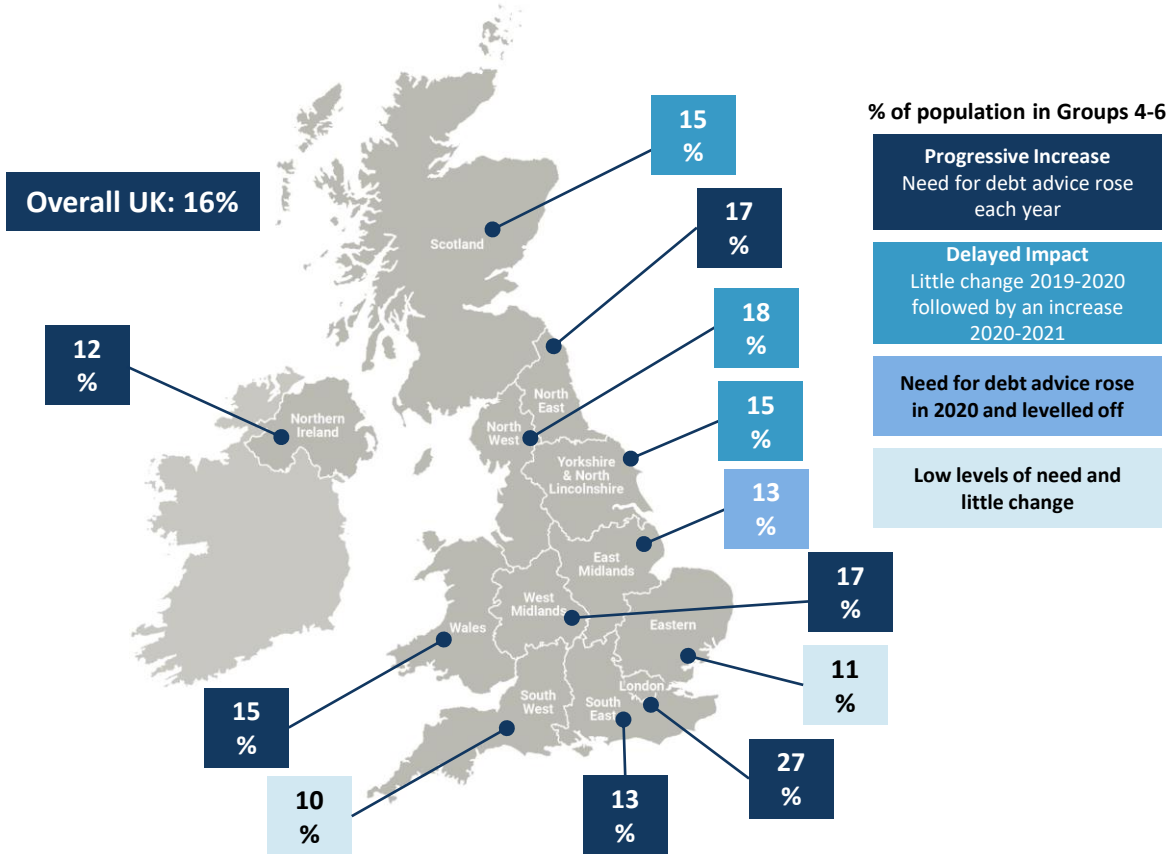 % of population in Groups 4-6
Progressive Increase
Need for debt advice rose
each year
Delayed Impact
Little change 2019-2020
followed by an increase
2020-2021
Need for debt advice rose
in 2020 and levelled off
Low levels of need and
little change
Overall UK: 16%
15
%
17
%
18
%
15
%
13
%
17
%
11
%
27
%
13
%
10
%
15
%
12
%
Scotland
Northern
Ireland
North
East
North
West
Yorkshire
& North
Lincolnshire
East
Midlands
West
Midlands
Wales
Eastern
London
South
West
South
East